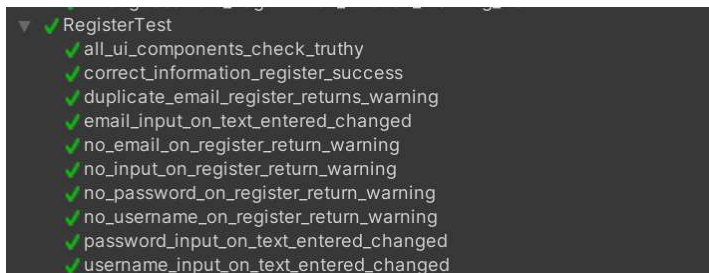 RegisterTest
all_ui_components_check_truthy
correct_information_register_success
duplicate_email_register_returns_warning
email_input_on_text_entered_changed
no_email_on_register_return_warning
no_input_on_register_return_warning
no_password_on_register_return_warning
no_username_on_register_return_warning
password_input_on_text_entered_changed
username_input_on_text_entered_changed